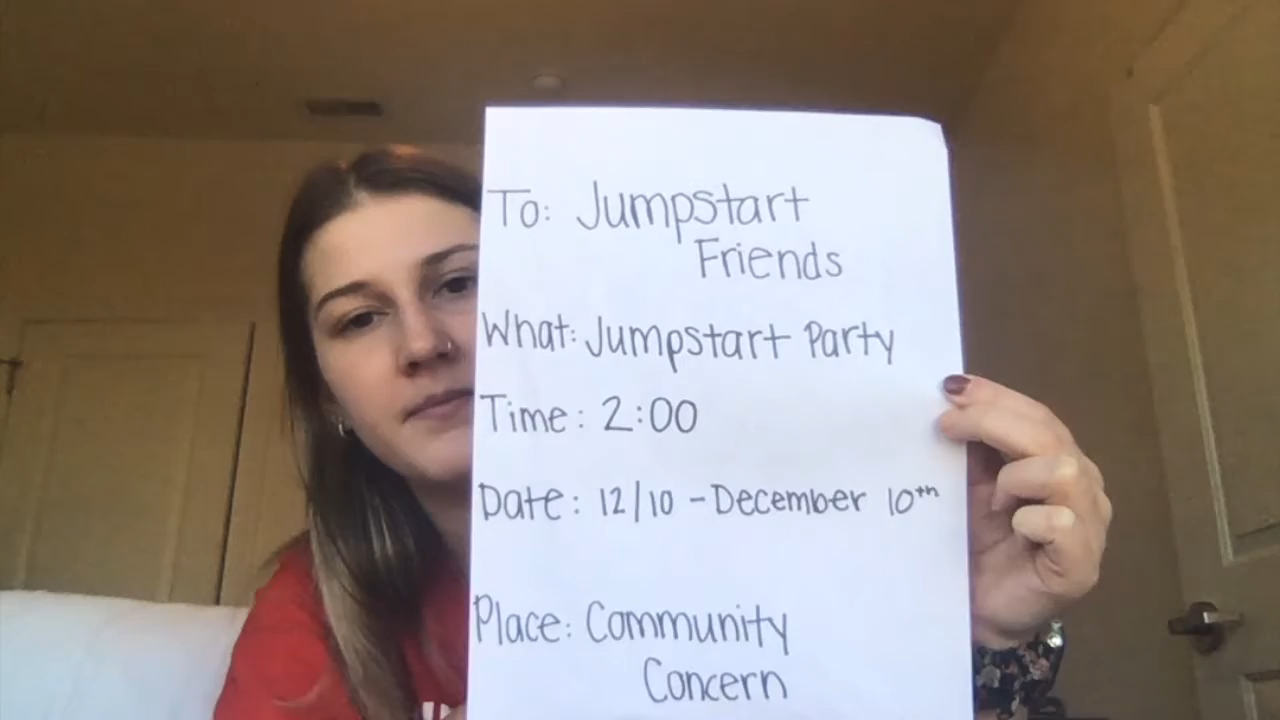 To: Jumpstart
Friends
What: Jumpstart Party
Time: 2:00
Date: 12/10 - December 10th
Place: Community
Concern